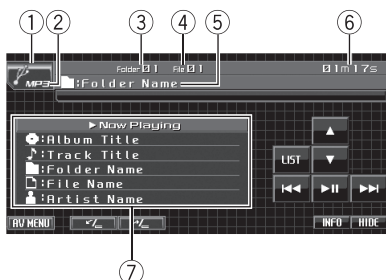 1 2 3 4 5 6
Folder 01 File 01 01m17s
MP3 :Folder Name
▶Now Playing
:Album Title
:Track Title
:Folder Name
:File Name
:Artist Name
LIST
AV MENU INFO HIDE
7